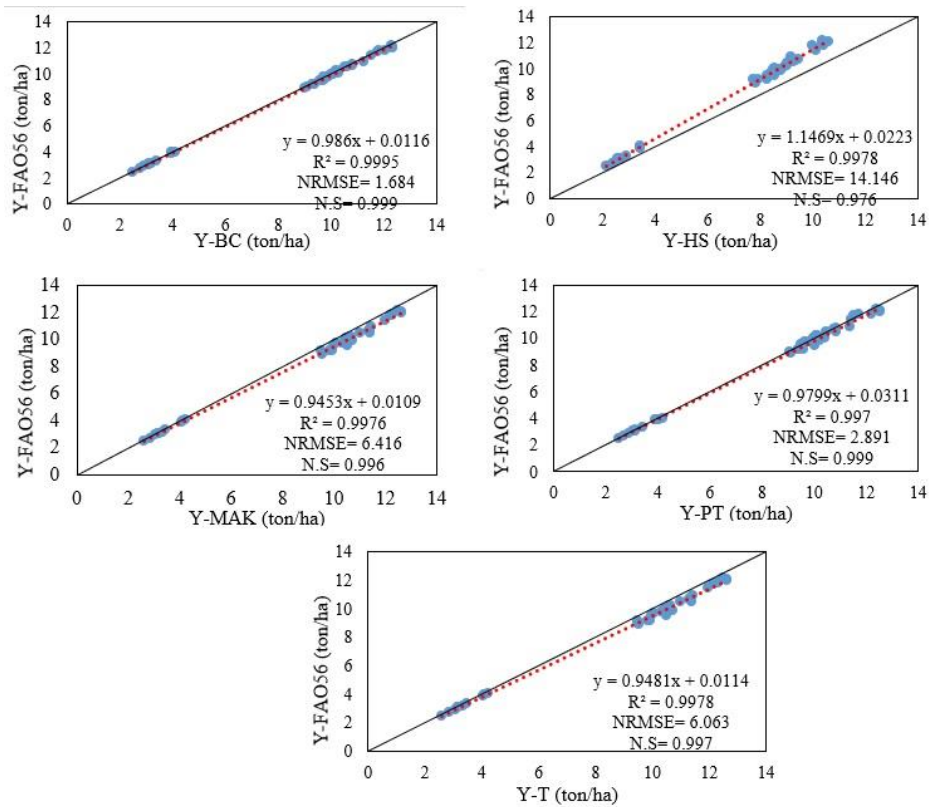 14
12
10
8
6
4
2
0
Y-FAO56 (ton/ha)
y = 0.986x + 0.0116
R² = 0.9995
NRMSE= 1.684
N.S= 0.999
0 2 4 6 8 10 12 14
Y-BC (ton/ha)
14
12
10
8
6
4
2
0
Y-FAO56 (ton/ha)
y = 1.1469x + 0.0223
R² = 0.9978
NRMSE= 14.146
N.S= 0.976
0 2 4 6 8 10 12 14
Y-HS (ton/ha)
14
12
10
8
6
4
2
0
Y-FAO56 (ton/ha)
y = 0.9453x + 0.0109
R² = 0.9976
NRMSE= 6.416
N.S= 0.996
0 2 4 6 8 10 12 14
Y-MAK (ton/ha)
14
12
10
8
6
4
2
0
Y-FAO56 (ton/ha)
y = 0.9799x + 0.0311
R² = 0.997
NRMSE= 2.891
N.S= 0.999
0 2 4 6 8 10 12 14
Y-PT (ton/ha)
14
12
10
8
6
4
2
0
Y-FAO56 (ton/ha)
y = 0.9481x + 0.0114
R² = 0.9978
NRMSE= 6.063
N.S= 0.997
0 2 4 6 8 10 12 14
Y-T (ton/ha)